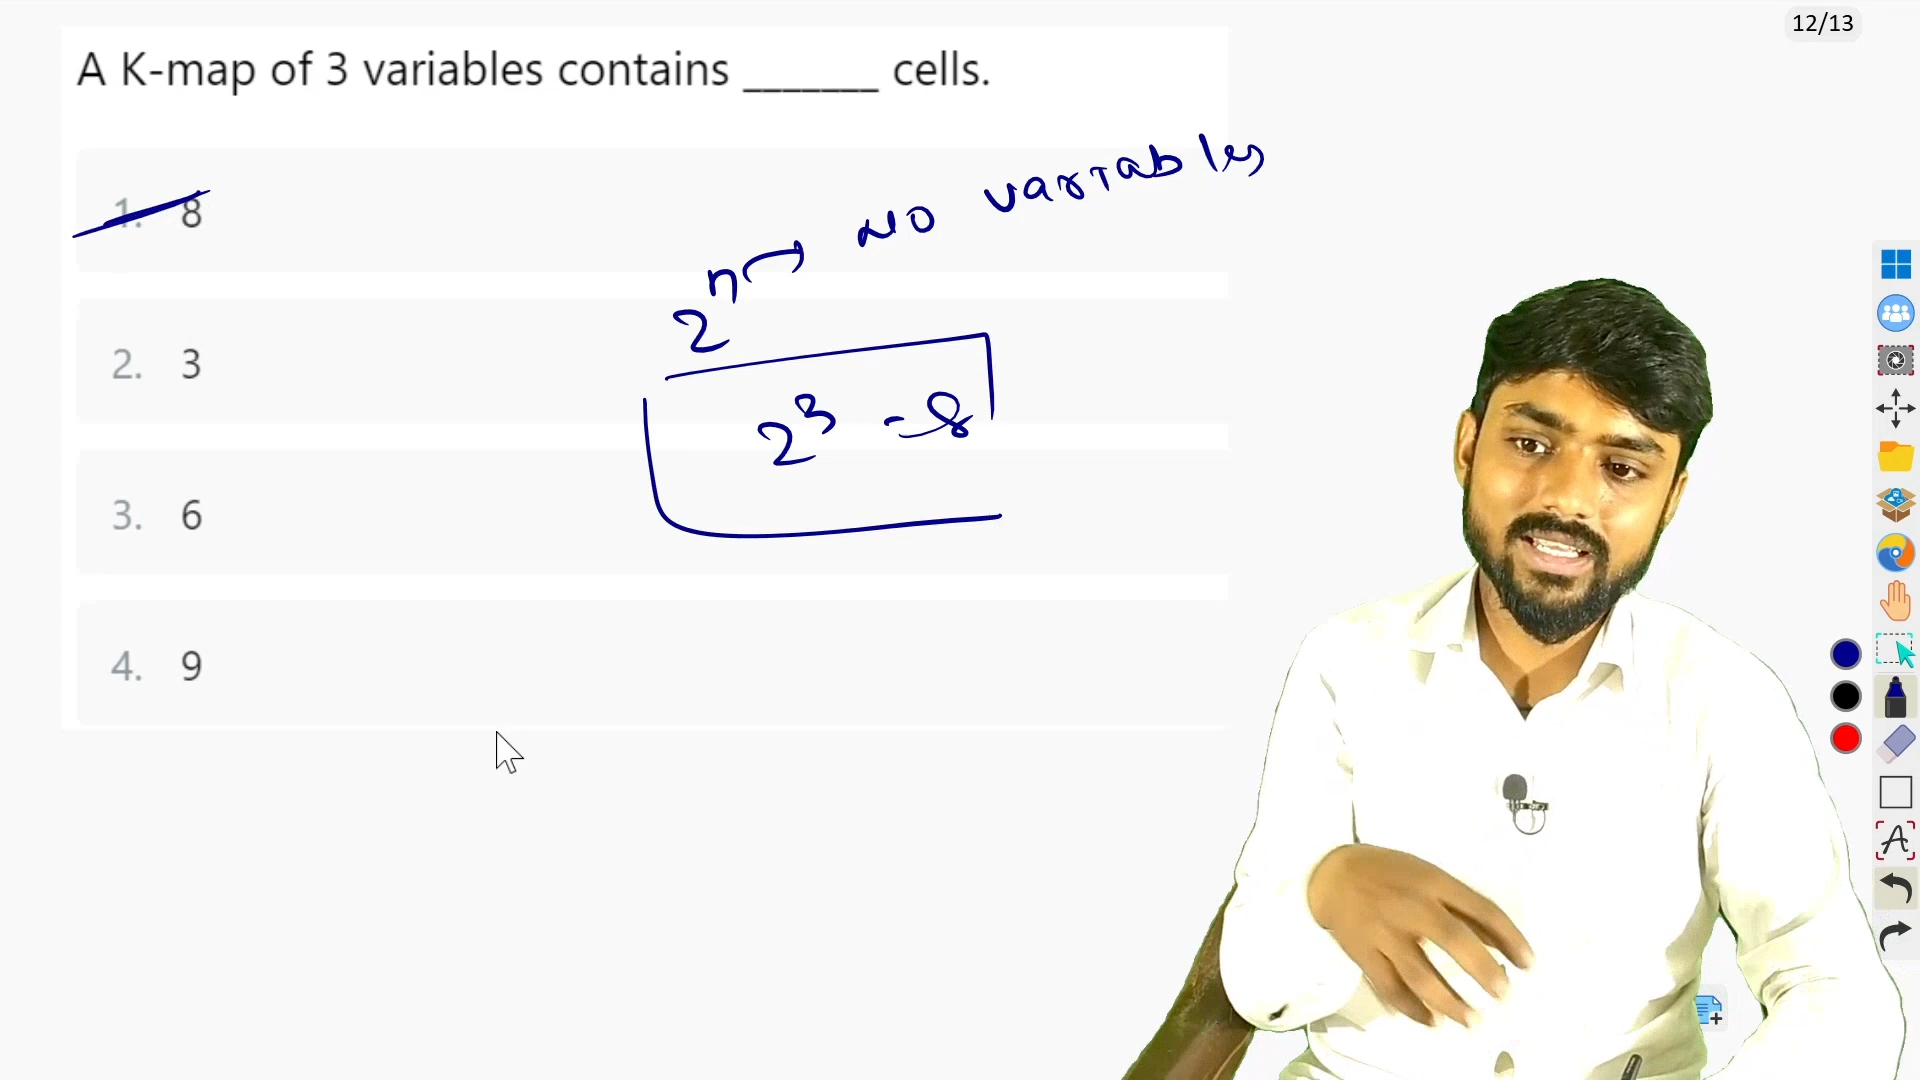 12/13
A K-map of 3 variables contains _______ cells.
1. 8
2^n → NO variables
2. 3
2^3 = 8
3. 6
4. 9